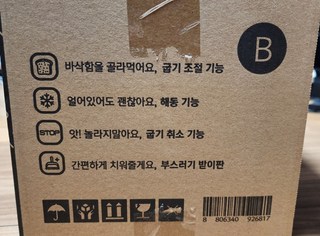 B
바삭함을 골라먹어요, 굽기 조절 기능
얼어있어도 괜찮아요, 해동 기능
STOP 앗! 놀라지말아요, 굽기 취소 기능
간편하게 치워줄게요, 부스러기 받이판
8 806340 926817